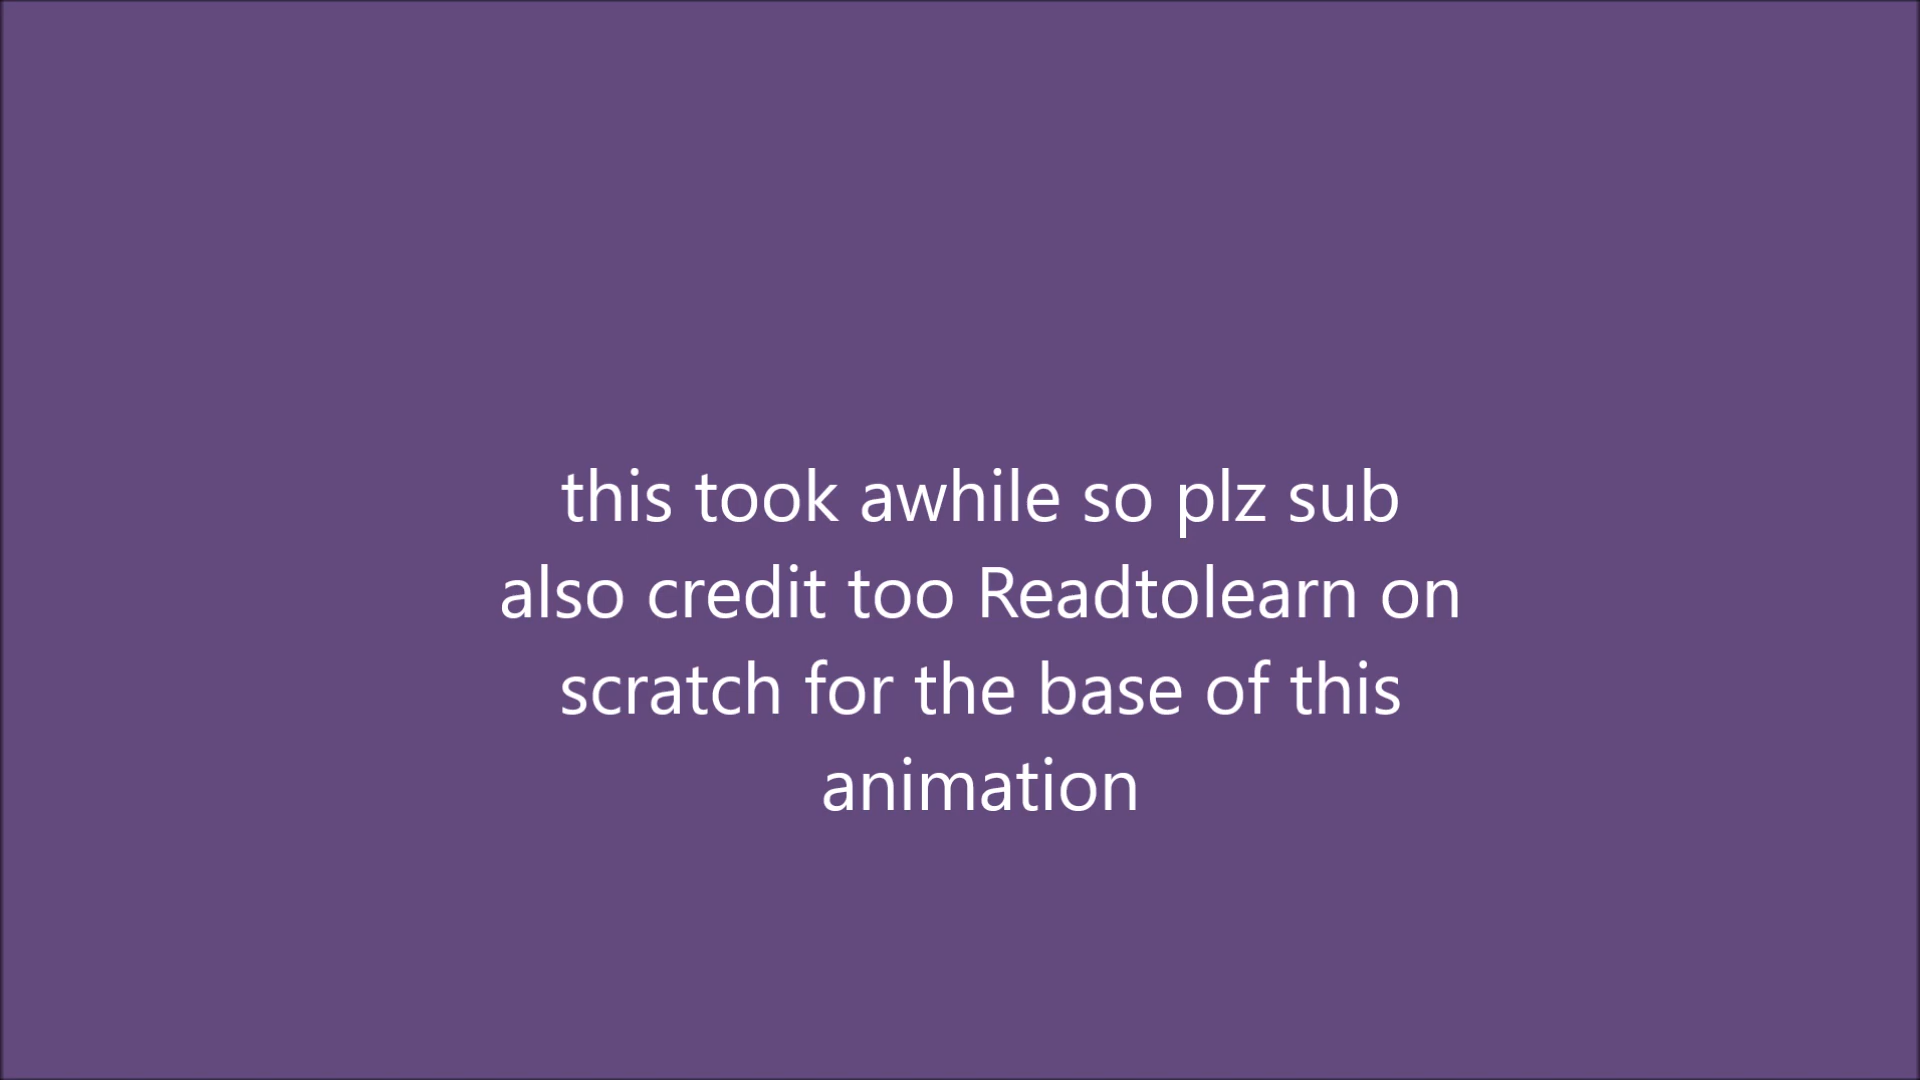 this took awhile so plz sub
also credit too Readtolearn on
scratch for the base of this
animation